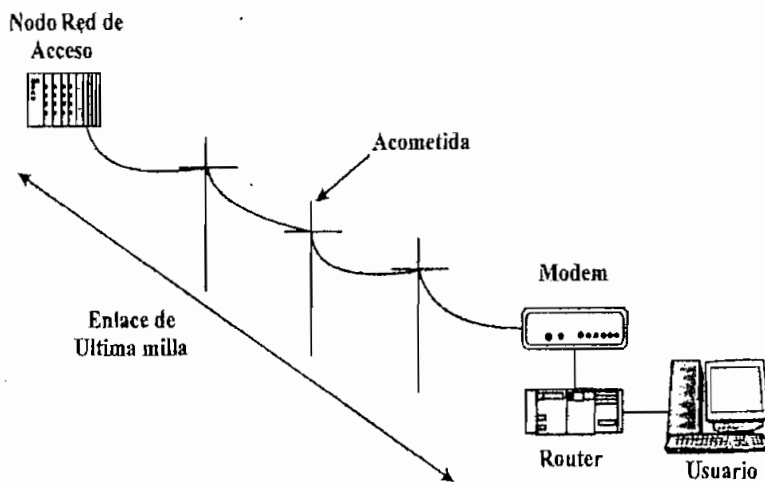 Nodo Red de
Acceso
Acometida
Enlace de
Ultima milla
Modem
Router
Usuario